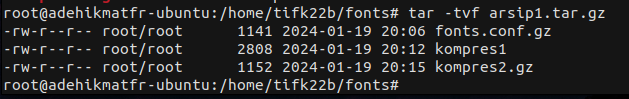 root@adehikmatfr-ubuntu:/home/tifk22b/fonts# tar -tvf arsip1.tar.gz
-rw-r--r-- root/root      1141 2024-01-19 20:06 fonts.conf.gz
-rw-r--r-- root/root      2808 2024-01-19 20:12 kompres1
-rw-r--r-- root/root      1152 2024-01-19 20:15 kompres2.gz
root@adehikmatfr-ubuntu:/home/tifk22b/fonts#